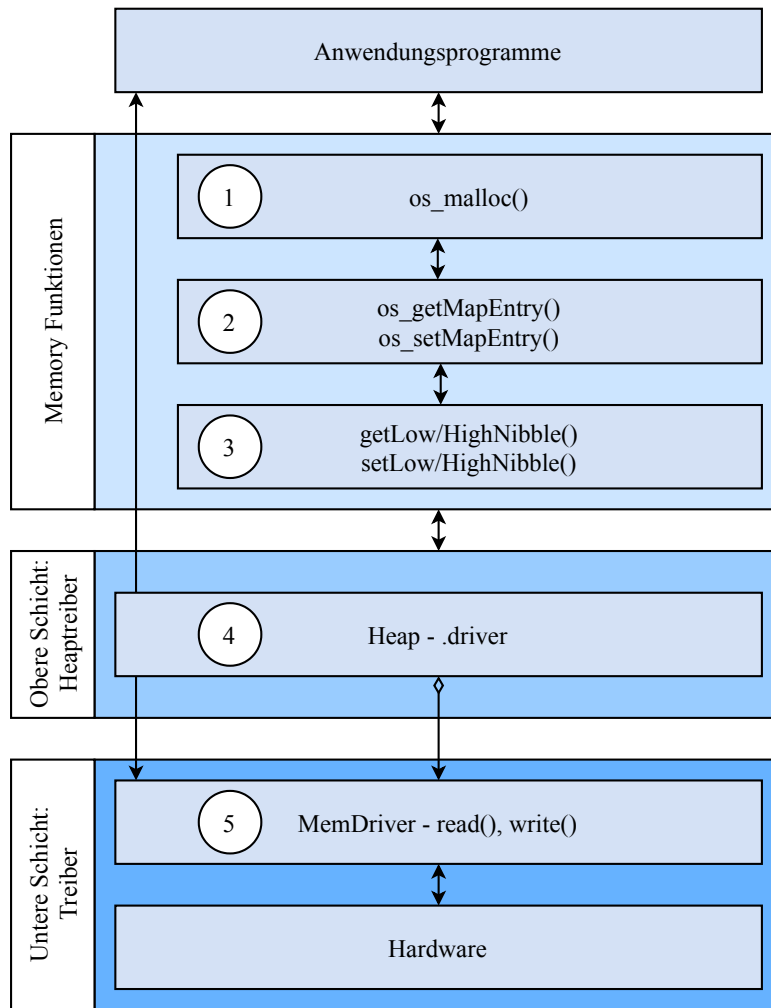 Anwendungsprogramme
Memory Funktionen
1
os_malloc()
2
os_getMapEntry()
os_setMapEntry()
3
getLow/HighNibble()
setLow/HighNibble()
Obere Schicht:
Heaptreiber
4
Heap - .driver
Untere Schicht:
Treiber
5
MemDriver - read(), write()
Hardware